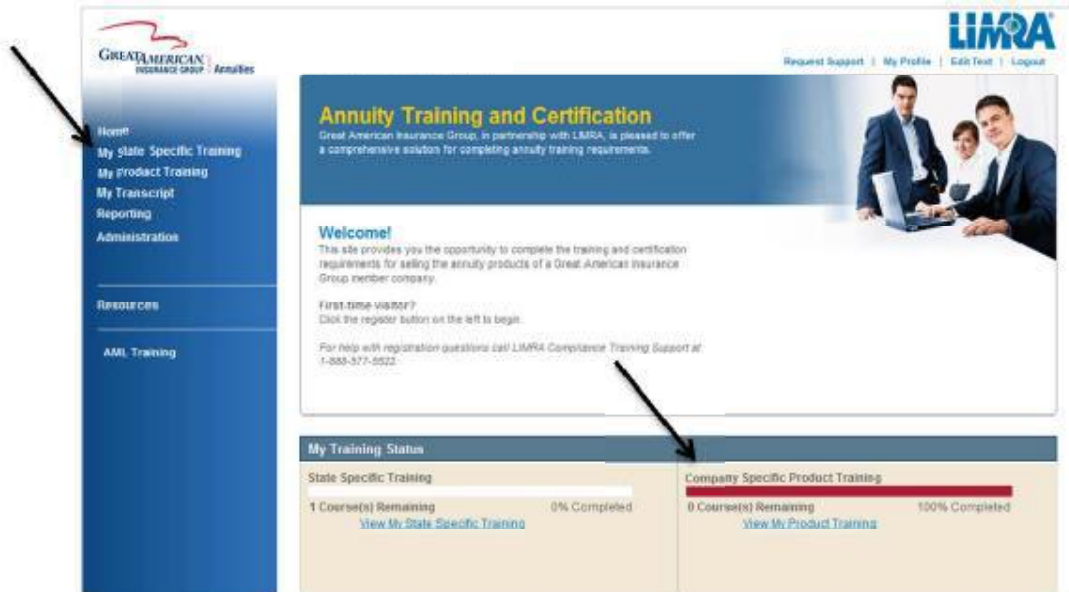 GREATAMERICAN
INSURANCE GROUP Annuities
LIMRA
Request Support | My Profile | Edit Text | Logout
Home
My State Specific Training
My Product Training
My Transcript
Reporting
Administration
Resources
AML Training
Annuity Training and Certification
Great American Insurance Group, in partnership with LIMRA, is pleased to offer
a comprehensive solution for completing annuity training requirements.
Welcome!
This site provides you the opportunity to complete the training and certification
requirements for selling the annuity products of a Great American Insurance
Group member company.
First-time visitor?
Click the register button on the left to begin.
For help with registration questions call LIMRA Compliance Training Support at
1-888-577-5522
My Training Status
State Specific Training
1 Course(s) Remaining 0% Completed
View My State Specific Training
Company Specific Product Training
0 Course(s) Remaining 100% Completed
View My Product Training